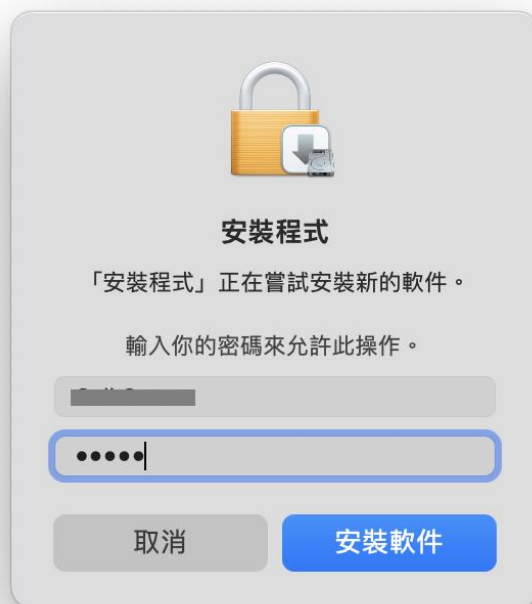 安裝程式
「安裝程式」正在嘗試安裝新的軟件。
輸入你的密碼來允許此操作。
•••••
取消
安裝軟件